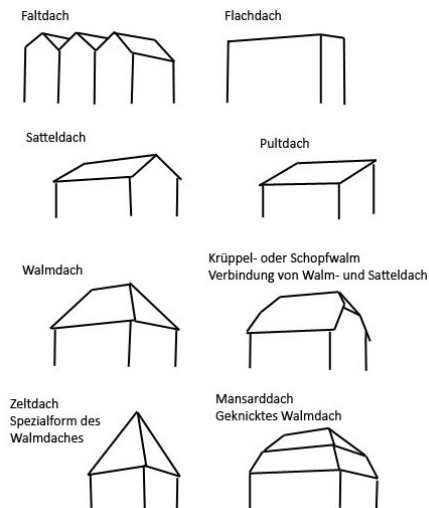 Faltdach
Flachdach
Satteldach
Pultdach
Walmdach
Krüppel- oder Schopfwalm
Verbindung von Walm- und Satteldach
Zeltdach
Spezialform des
Walmdaches
Mansarddach
Geknicktes Walmdach